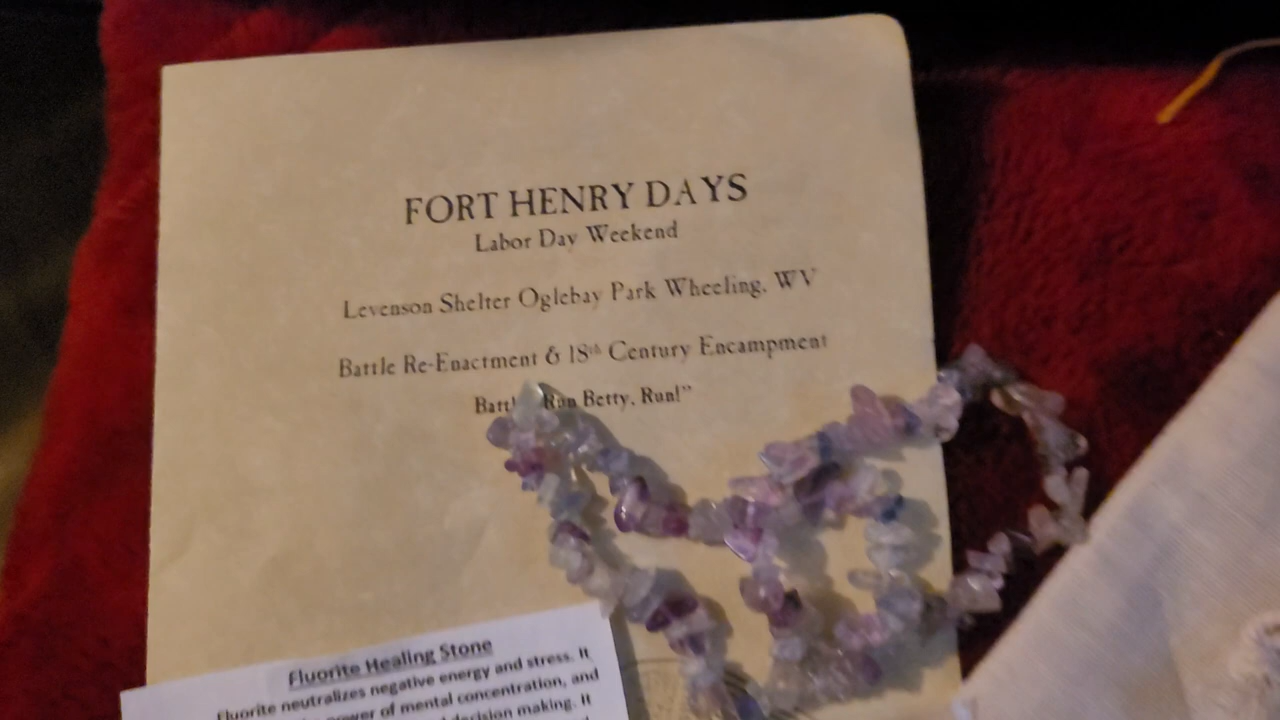 FORT HENRY DAYS
Labor Day Weekend
Levenson Shelter Oglebay Park Wheeling, WV
Battle Re-Enactment & 18th Century Encampment
Run Betty, Run!"
Fluorite Healing Stone
Fluorite neutralizes negative energy and stress. It
power of mental concentration, and
decision making. It